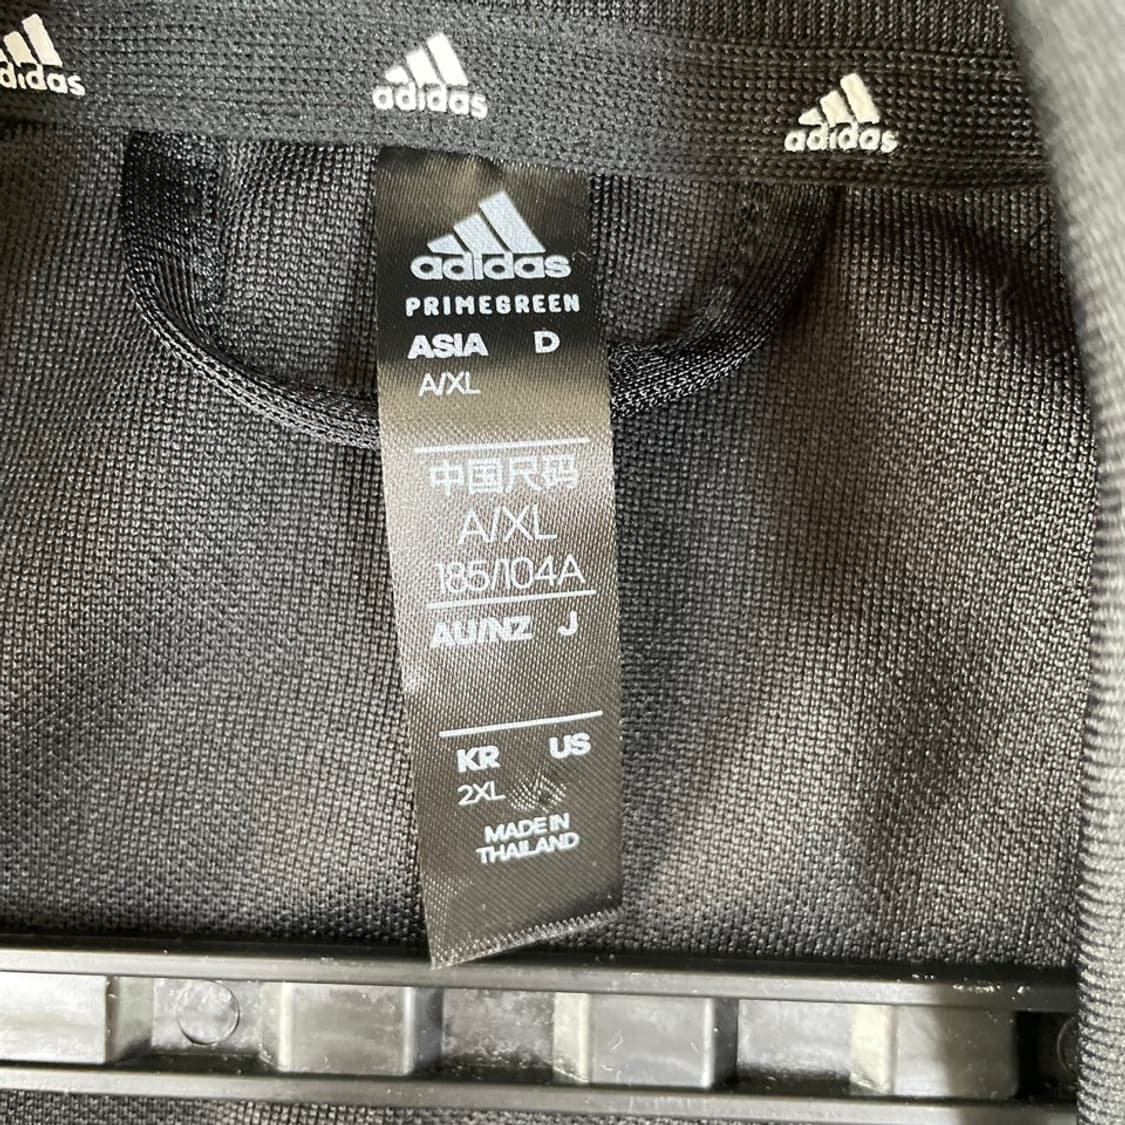 adidas
adidas
adidas
adidas
PRIMEGREEN
ASIA D
A/XL
中国尺码
A/XL
185/104A
AU/NZ J
KR US
2XL
MADE IN
THAILAND